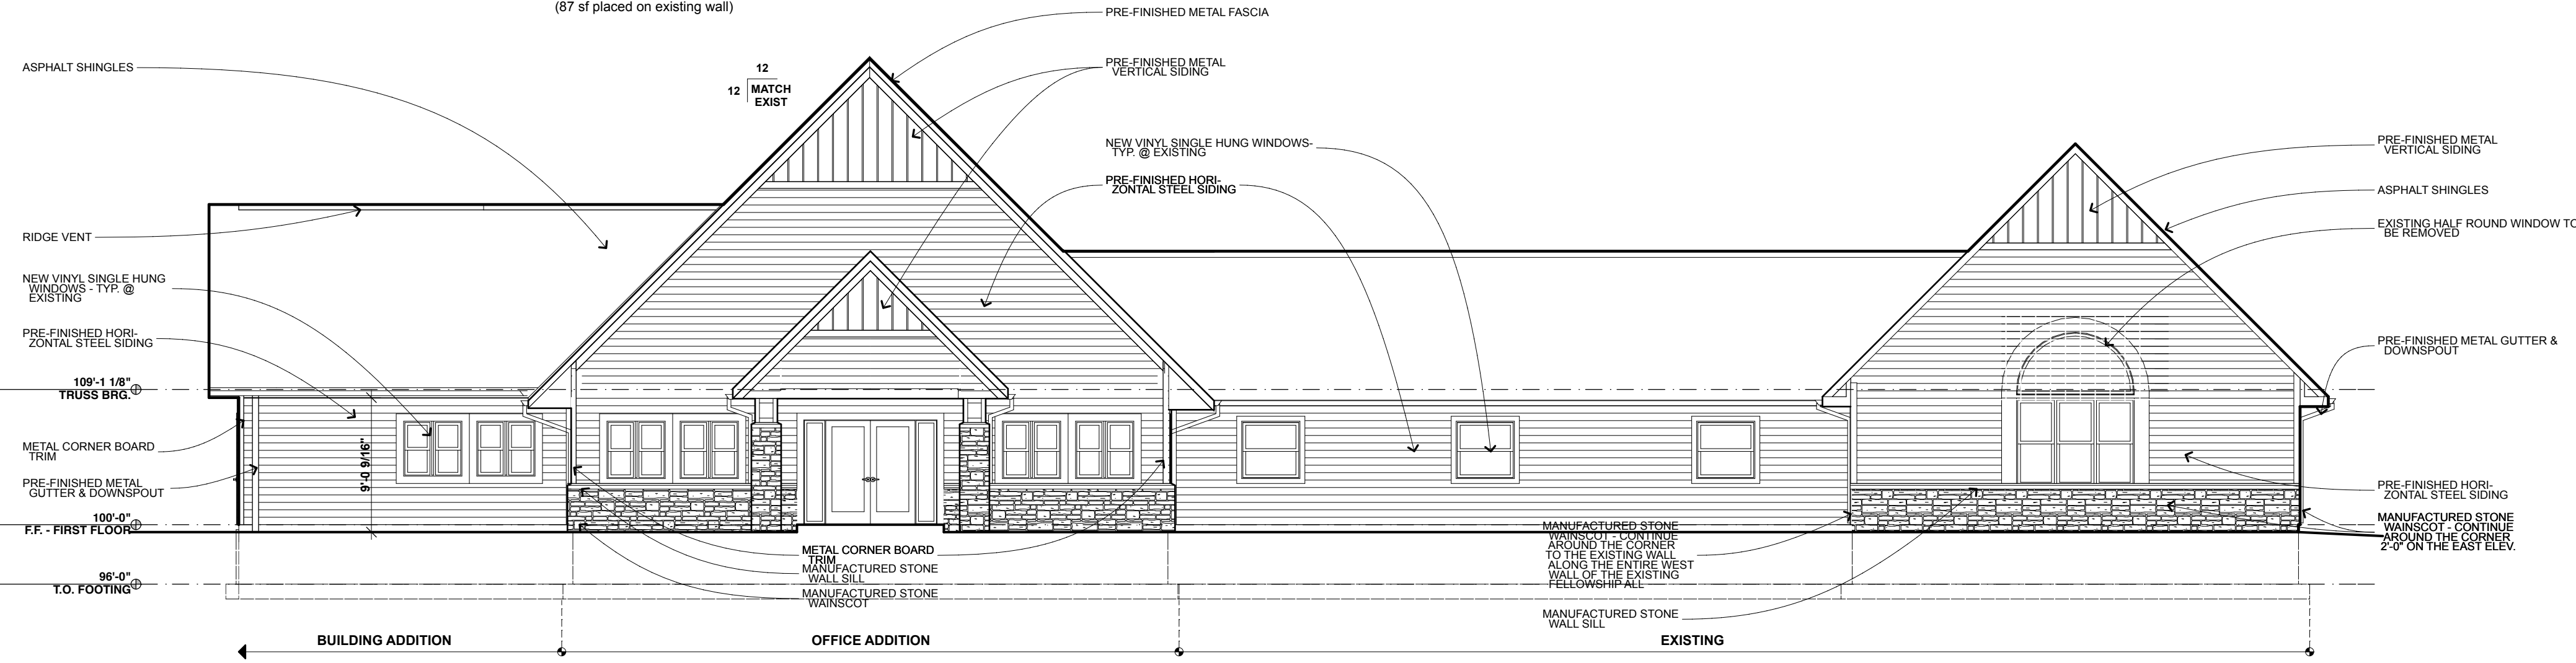 (87 sf placed on existing wall)
PRE-FINISHED METAL FASCIA
ASPHALT SHINGLES
12
12
MATCH
EXIST
PRE-FINISHED METAL
VERTICAL SIDING
NEW VINYL SINGLE HUNG WINDOWS-
TYP. @ EXISTING
PRE-FINISHED HORI-
ZONTAL STEEL SIDING
PRE-FINISHED METAL
VERTICAL SIDING
ASPHALT SHINGLES
EXISTING HALF ROUND WINDOW TO
BE REMOVED
RIDGE VENT
NEW VINYL SINGLE HUNG
WINDOWS - TYP. @
EXISTING
PRE-FINISHED HORI-
ZONTAL STEEL SIDING
PRE-FINISHED METAL GUTTER &
DOWNSPOUT
109'-1 1/8"
TRUSS BRG.
METAL CORNER BOARD
TRIM
9'-0 9/16"
PRE-FINISHED METAL
GUTTER & DOWNSPOUT
100'-0"
F.F. - FIRST FLOOR
PRE-FINISHED HORI-
ZONTAL STEEL SIDING
MANUFACTURED STONE
WAINSCOT - CONTINUE
AROUND THE CORNER
2'-0" ON THE EAST ELEV.
METAL CORNER BOARD
TRIM
MANUFACTURED STONE
WALL SILL
MANUFACTURED STONE
WAINSCOT
MANUFACTURED STONE
WAINSCOT - CONTINUE
AROUND THE CORNER
TO THE EXISTING WALL
ALONG THE ENTIRE WEST
WALL OF THE EXISTING
FELLOWSHIP ALL
MANUFACTURED STONE
WALL SILL
96'-0"
T.O. FOOTING
BUILDING ADDITION
OFFICE ADDITION
EXISTING